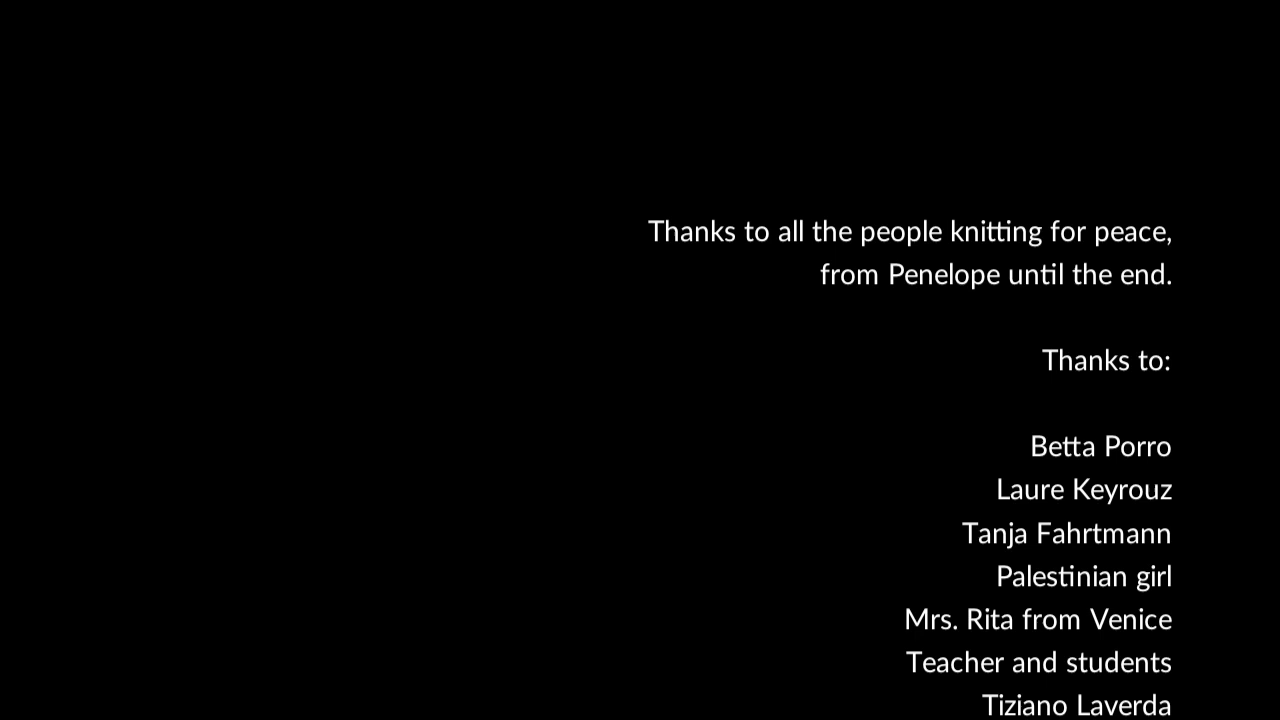 Thanks to all the people knitting for peace,
from Penelope until the end.
Thanks to:
Betta Porro
Laure Keyrouz
Tanja Fahrtmann
Palestinian girl
Mrs. Rita from Venice
Teacher and students
Tiziano Laverda